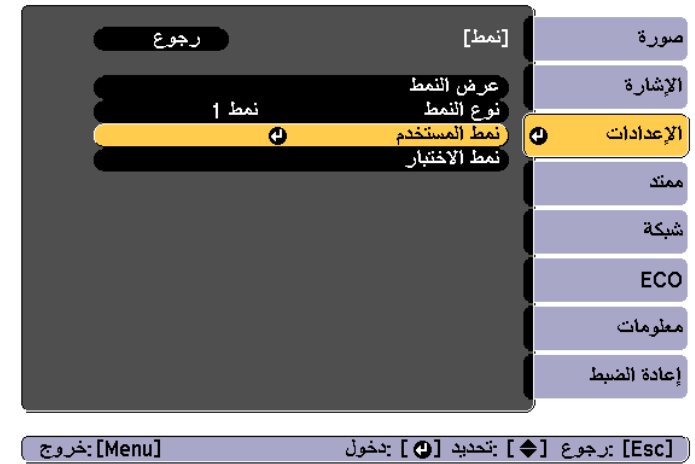 صورة
الإشارة
الإعدادات
ممتد
شبكة
ECO
معلومات
إعادة الضبط
[نمط] رجوع
عرض النمط
نوع النمط نمط 1
نمط المستخدم
نمط الاختبار
[Esc] :رجوع [◆] :تحديد [↵] :دخول [Menu] :خروج